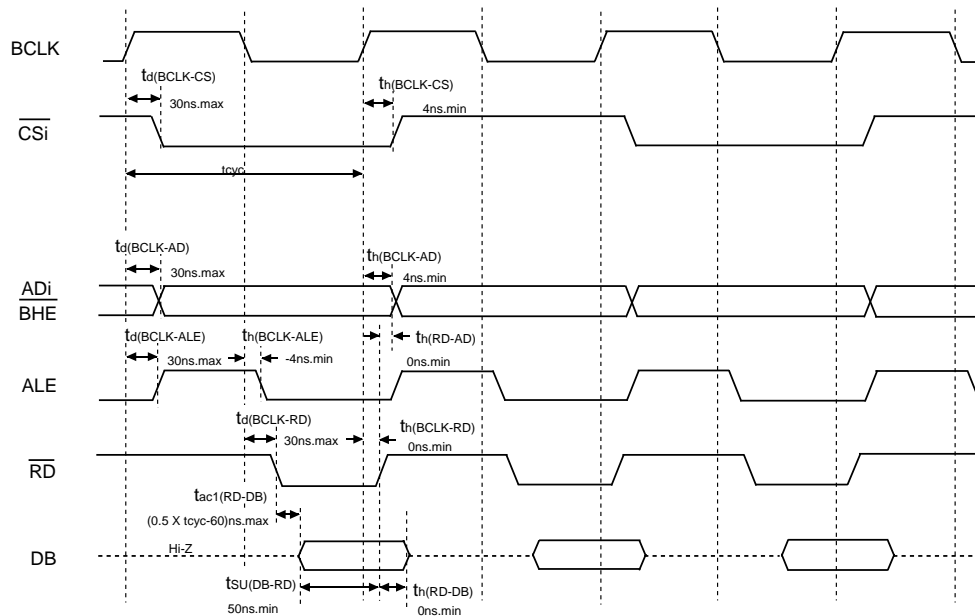 BCLK
td(BCLK-CS)
30ns.max
th(BCLK-CS)
4ns.min
CSi
tcyc
td(BCLK-AD)
30ns.max
th(BCLK-AD)
4ns.min
ADi
BHE
td(BCLK-ALE)
30ns.max
th(BCLK-ALE)
-4ns.min
th(RD-AD)
0ns.min
ALE
td(BCLK-RD)
30ns.max
th(BCLK-RD)
0ns.min
RD
tac1(RD-DB)
(0.5 X tcyc-60)ns.max
Hi-Z
DB
tSU(DB-RD)
50ns.min
th(RD-DB)
0ns.min